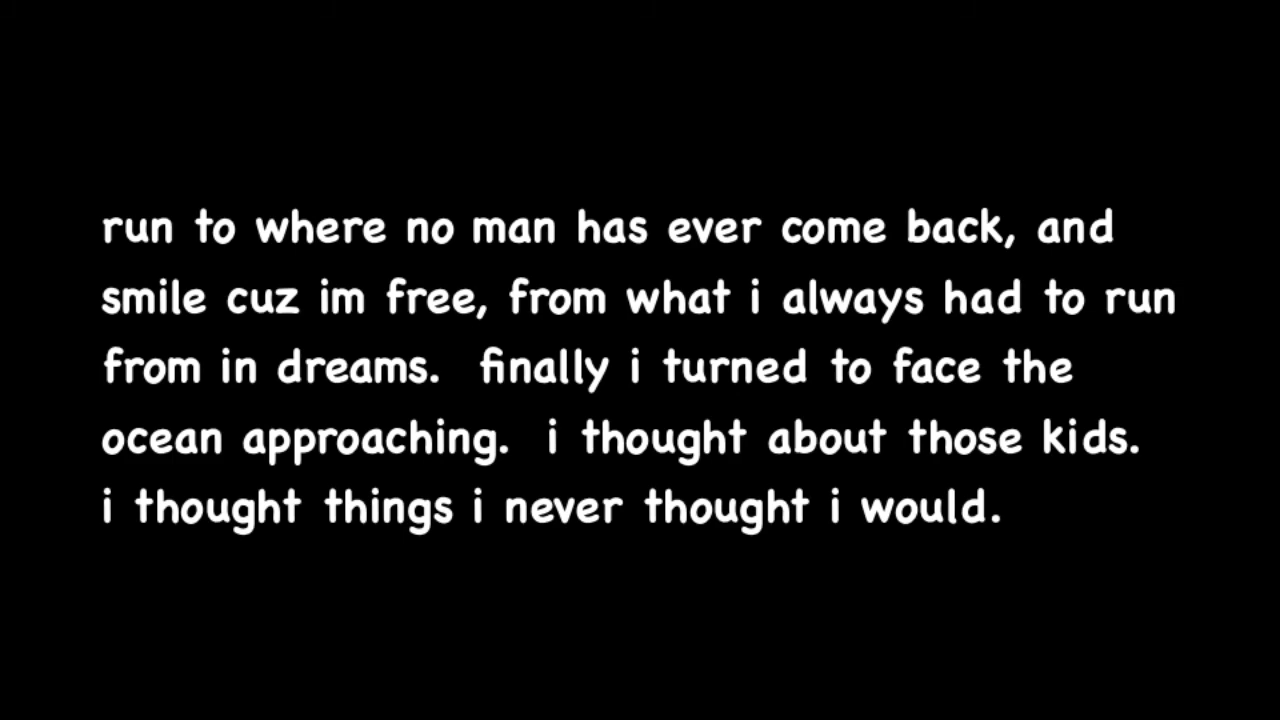 run to where no man has ever come back, and
smile cuz im free, from what i always had to run
from in dreams.  finally i turned to face the
ocean approaching.  i thought about those kids.
i thought things i never thought i would.